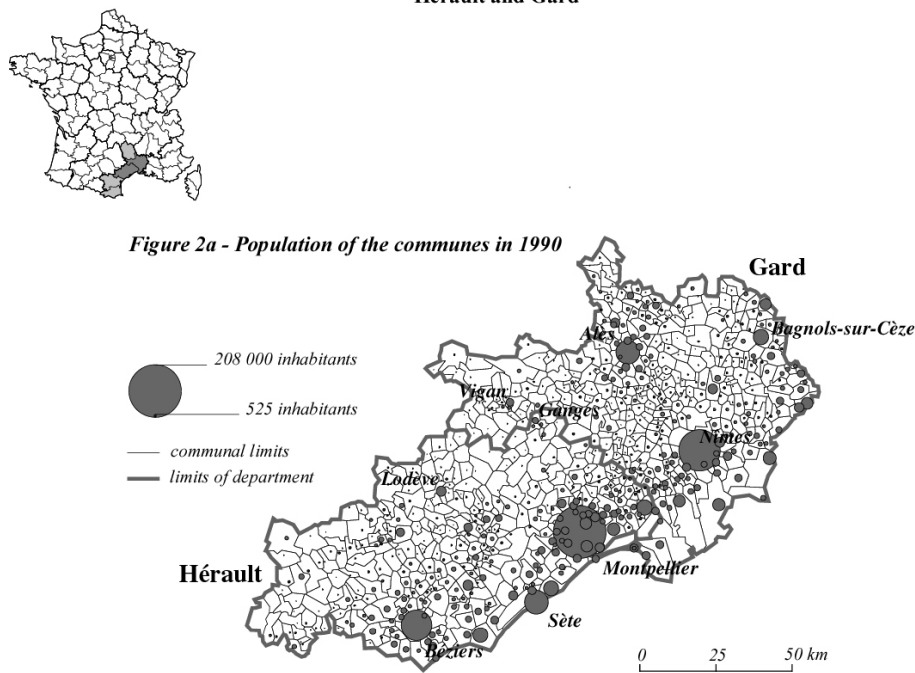 Hérault and Gard
Figure 2a - Population of the communes in 1990
Gard
Alès
Bagnols-sur-Cèze
208 000 inhabitants
525 inhabitants
Vigan
Ganges
Nîmes
communal limits
limits of department
Lodève
Hérault
Montpellier
Sète
Béziers
0 25 50 km